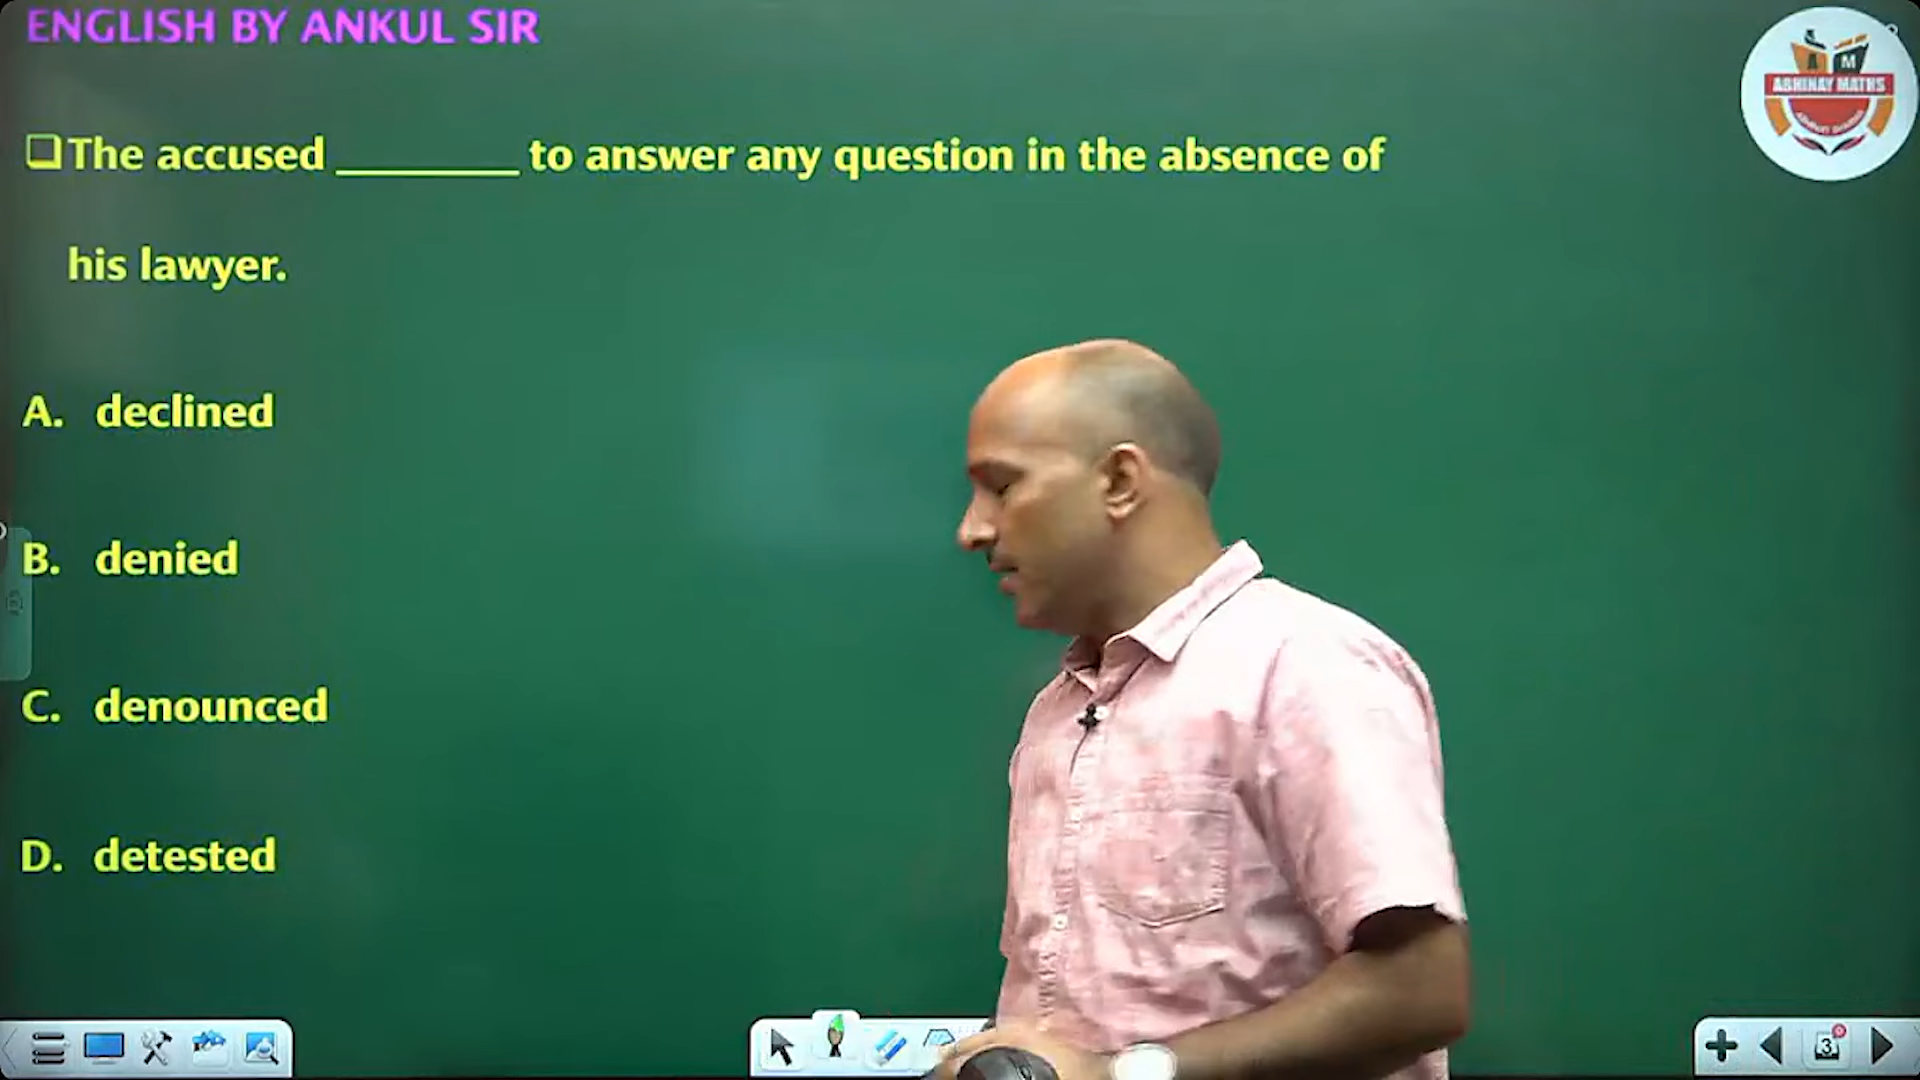 ENGLISH BY ANKUL SIR
A M
ABHINAY MATHS
❑The accused ________ to answer any question in the absence of
his lawyer.
A. declined
B. denied
C. denounced
D. detested
3